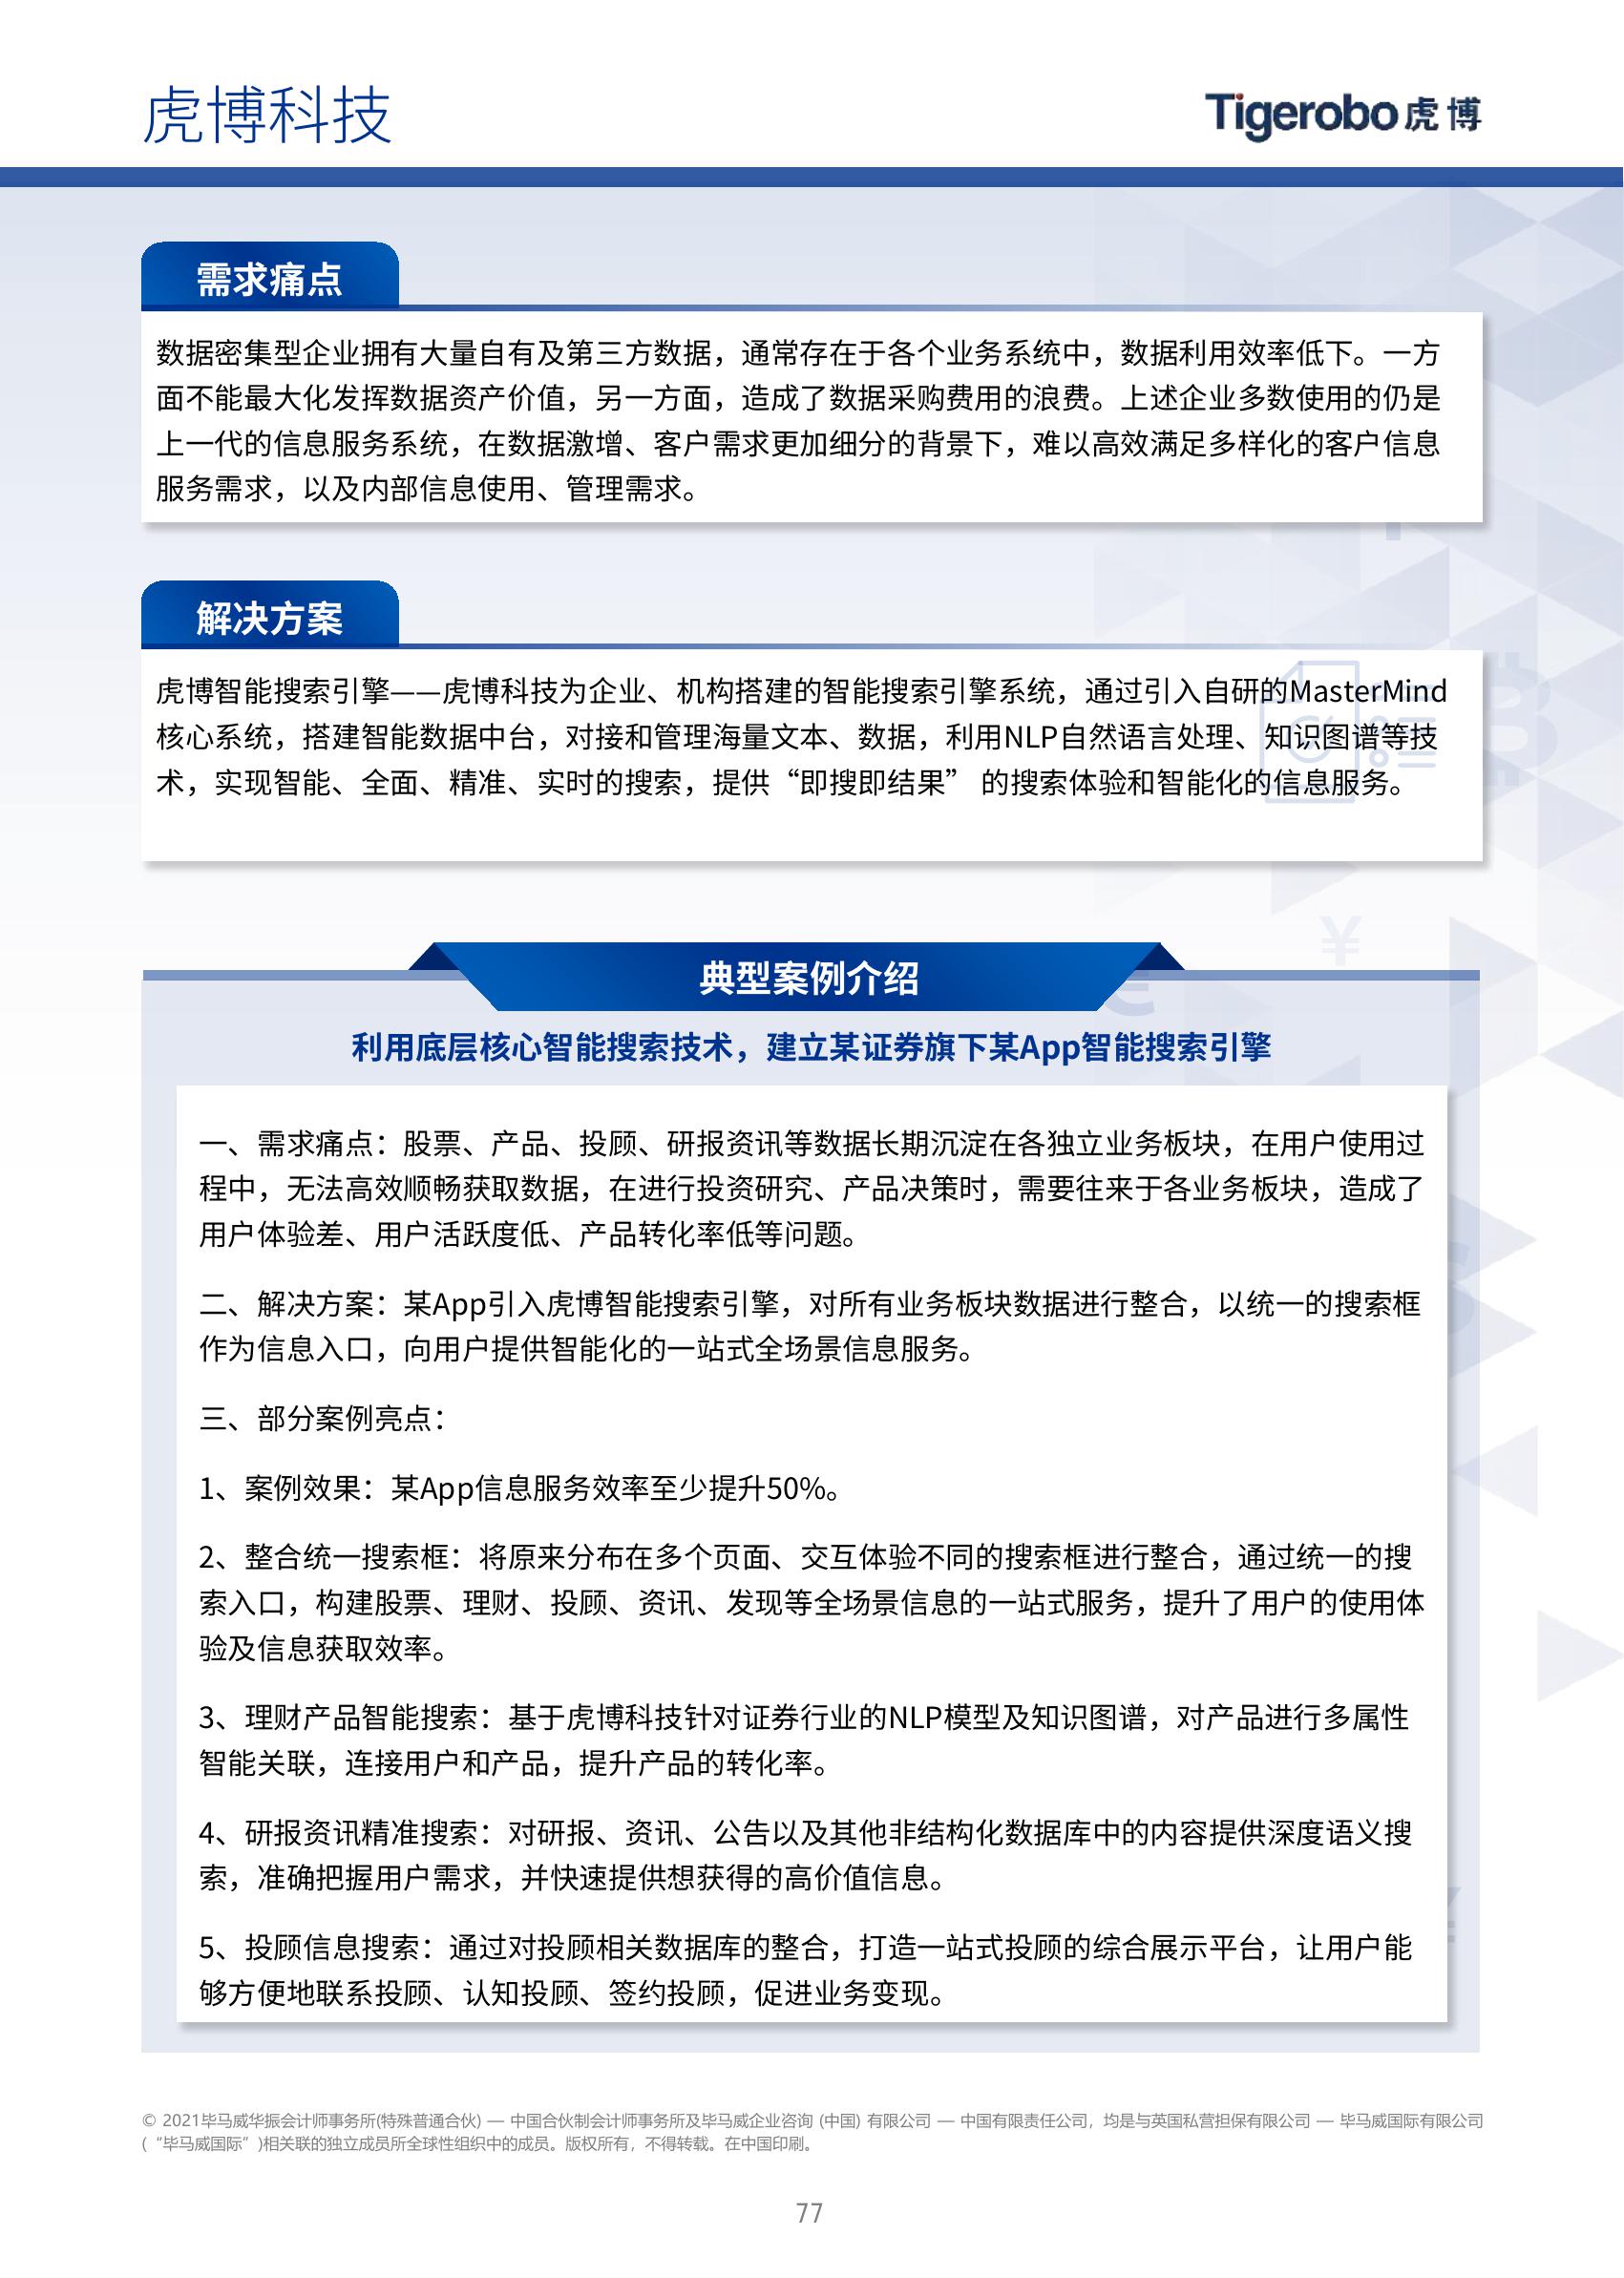 虎博科技
Tigerobo虎博
需求痛点
数据密集型企业拥有大量自有及第三方数据，通常存在于各个业务系统中，数据利用效率低下。一方
面不能最大化发挥数据资产价值，另一方面，造成了数据采购费用的浪费。上述企业多数使用的仍是
上一代的信息服务系统，在数据激增、客户需求更加细分的背景下，难以高效满足多样化的客户信息
服务需求，以及内部信息使用、管理需求。
解决方案
虎博智能搜索引擎——虎博科技为企业、机构搭建的智能搜索引擎系统，通过引入自研的MasterMind
核心系统，搭建智能数据中台，对接和管理海量文本、数据，利用NLP自然语言处理、知识图谱等技
术，实现智能、全面、精准、实时的搜索，提供“即搜即结果” 的搜索体验和智能化的信息服务。
典型案例介绍
利用底层核心智能搜索技术，建立某证券旗下某App智能搜索引擎
一、需求痛点：股票、产品、投顾、研报资讯等数据长期沉淀在各独立业务板块，在用户使用过
程中，无法高效顺畅获取数据，在进行投资研究、产品决策时，需要往来于各业务板块，造成了
用户体验差、用户活跃度低、产品转化率低等问题。
二、解决方案：某App引入虎博智能搜索引擎，对所有业务板块数据进行整合，以统一的搜索框
作为信息入口，向用户提供智能化的一站式全场景信息服务。
三、部分案例亮点：
1、案例效果：某App信息服务效率至少提升50%。
2、整合统一搜索框：将原来分布在多个页面、交互体验不同的搜索框进行整合，通过统一的搜
索入口，构建股票、理财、投顾、资讯、发现等全场景信息的一站式服务，提升了用户的使用体
验及信息获取效率。
3、理财产品智能搜索：基于虎博科技针对证券行业的NLP模型及知识图谱，对产品进行多属性
智能关联，连接用户和产品，提升产品的转化率。
4、研报资讯精准搜索：对研报、资讯、公告以及其他非结构化数据库中的内容提供深度语义搜
索，准确把握用户需求，并快速提供想获得的高价值信息。
5、投顾信息搜索：通过对投顾相关数据库的整合，打造一站式投顾的综合展示平台，让用户能
够方便地联系投顾、认知投顾、签约投顾，促进业务变现。
© 2021毕马威华振会计师事务所(特殊普通合伙) — 中国合伙制会计师事务所及毕马威企业咨询 (中国) 有限公司 — 中国有限责任公司，均是与英国私营担保有限公司 — 毕马威国际有限公司
(“毕马威国际”)相关联的独立成员所全球性组织中的成员。版权所有，不得转载。在中国印刷。
77